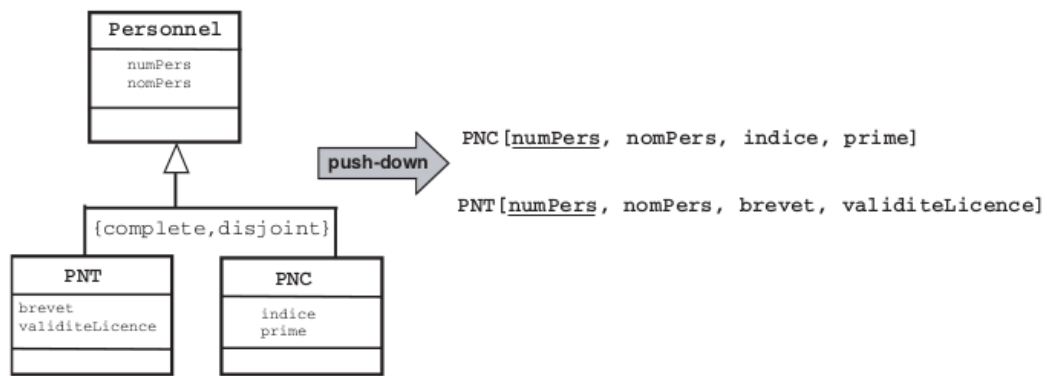 Personnel
numPers
nomPers
push-down
PNC[numPers, nomPers, indice, prime]
PNT[numPers, nomPers, brevet, validiteLicence]
{complete,disjoint}
PNT
brevet
validiteLicence
PNC
indice
prime